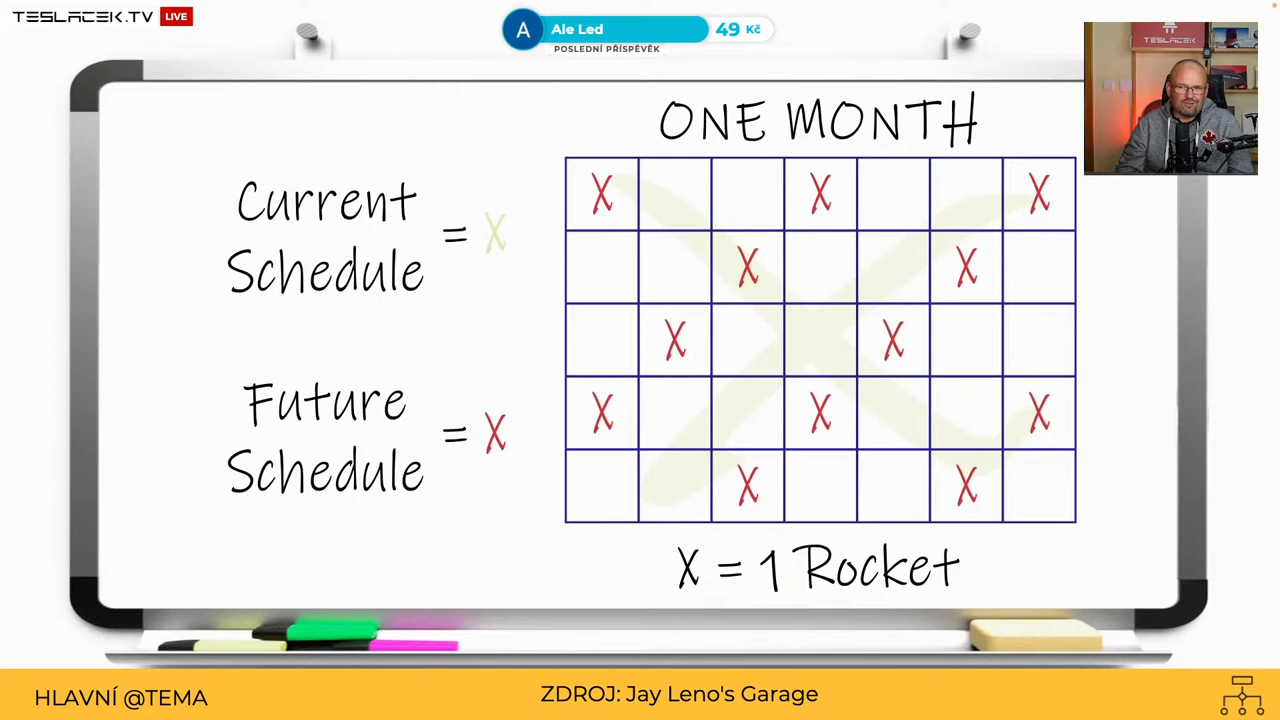 TESLACEK.TV LIVE
A Ale Led 49 Kč
POSLEDNÍ PŘÍSPĚVEK
TESLACEK
ONE MONTH
Current
Schedule
= X
Future
Schedule
= X
X X X
X X
X X
X X X
X X
X = 1 Rocket
HLAVNÍ @TEMA
ZDROJ: Jay Leno's Garage